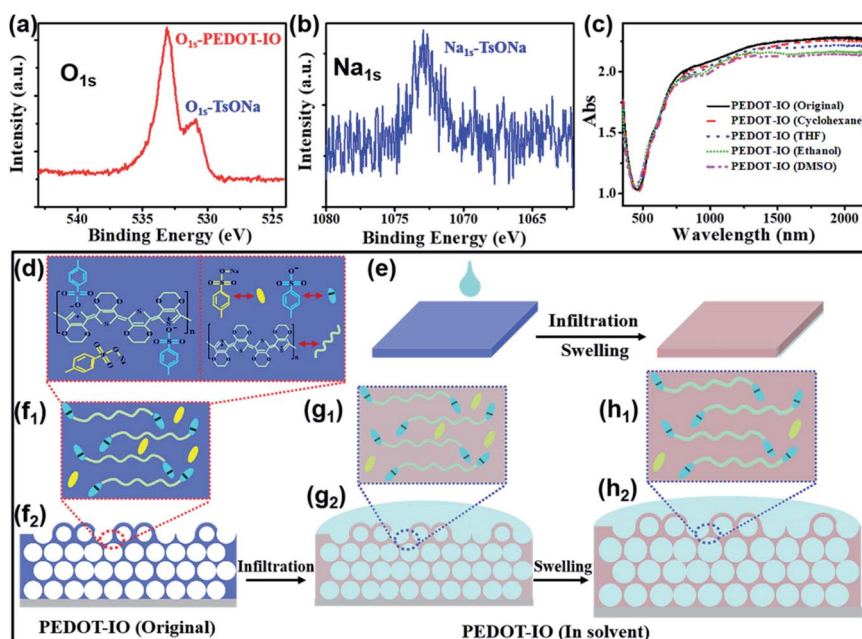 (a)
O1s-PEDOT-IO
O1s
O1s-TsONa
Intensity (a.u.)
540 535 530 525
Binding Energy (eV)
(b)
Na1s
Na1s-TsONa
Intensity (a.u.)
1080 1075 1070 1065
Binding Energy (eV)
(c)
Abs
2.5
2.0
1.5
1.0
PEDOT-IO (Original)
PEDOT-IO (Cyclohexane)
PEDOT-IO (THF)
PEDOT-IO (Ethanol)
PEDOT-IO (DMSO)
500 1000 1500 2000
Wavelength (nm)
(d)
(e)
Infiltration
Swelling
(f1)
(g1)
(h1)
(f2)
(g2)
(h2)
Infiltration
Swelling
PEDOT-IO (Original)
PEDOT-IO (In solvent)